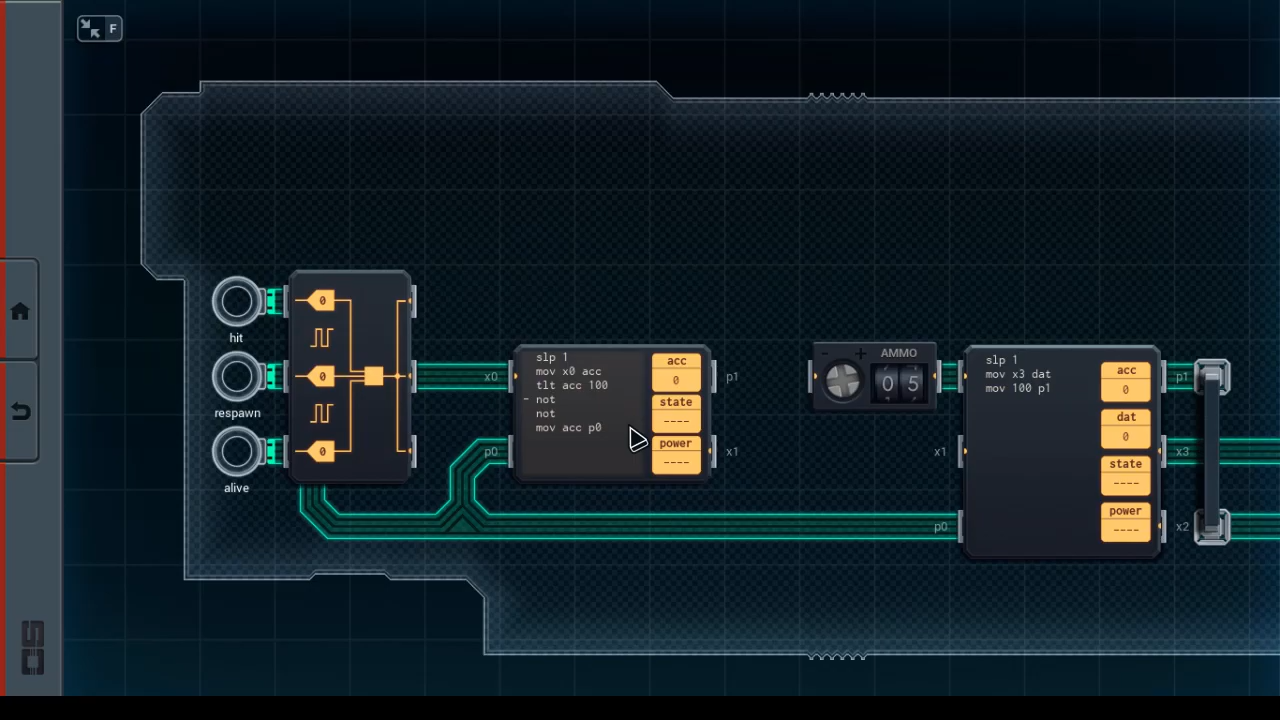 F
hit
respawn
alive
0
0
0
x0
p0
slp 1
mov x0 acc
tlt acc 100
- not
not
mov acc p0
acc
0
state
----
power
----
p1
x1
- + AMMO
0 5
x1
p0
slp 1
mov x3 dat
mov 100 p1
acc
0
dat
0
state
----
power
----
p1
x3
x2